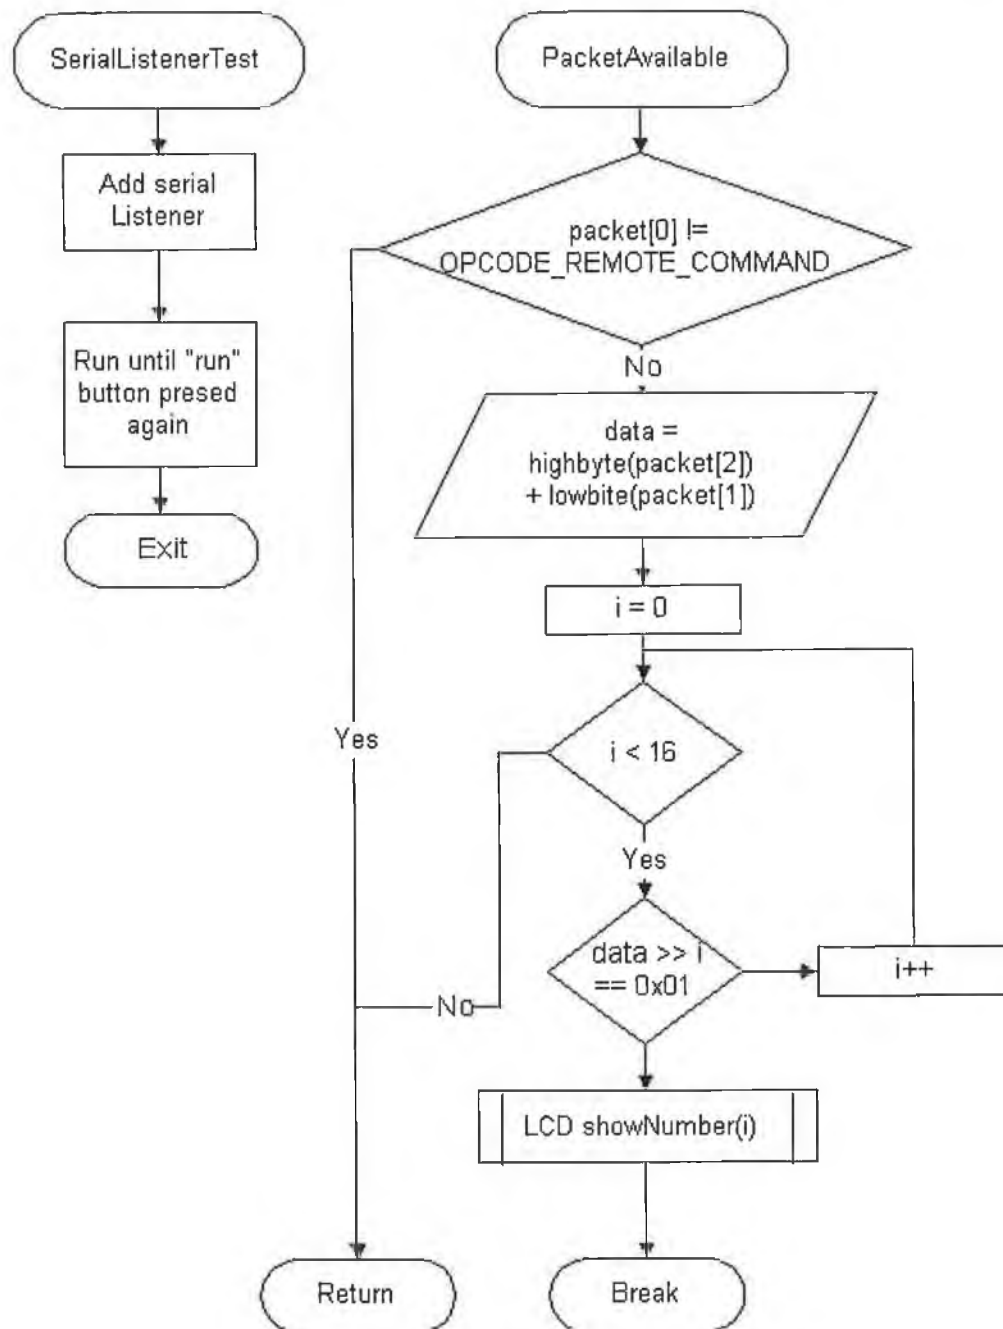 SerialListenerTest
Add serial
Listener
Run until "run"
button presed
again
Exit
PacketAvailable
packet[0] !=
OPCODE_REMOTE_COMMAND
No
data =
highbyte(packet[2])
+ lowbite(packet[1])
i = 0
i < 16
Yes
Yes
data >> i
== 0x01
i++
No
LCD showNumber(i)
Return
Break